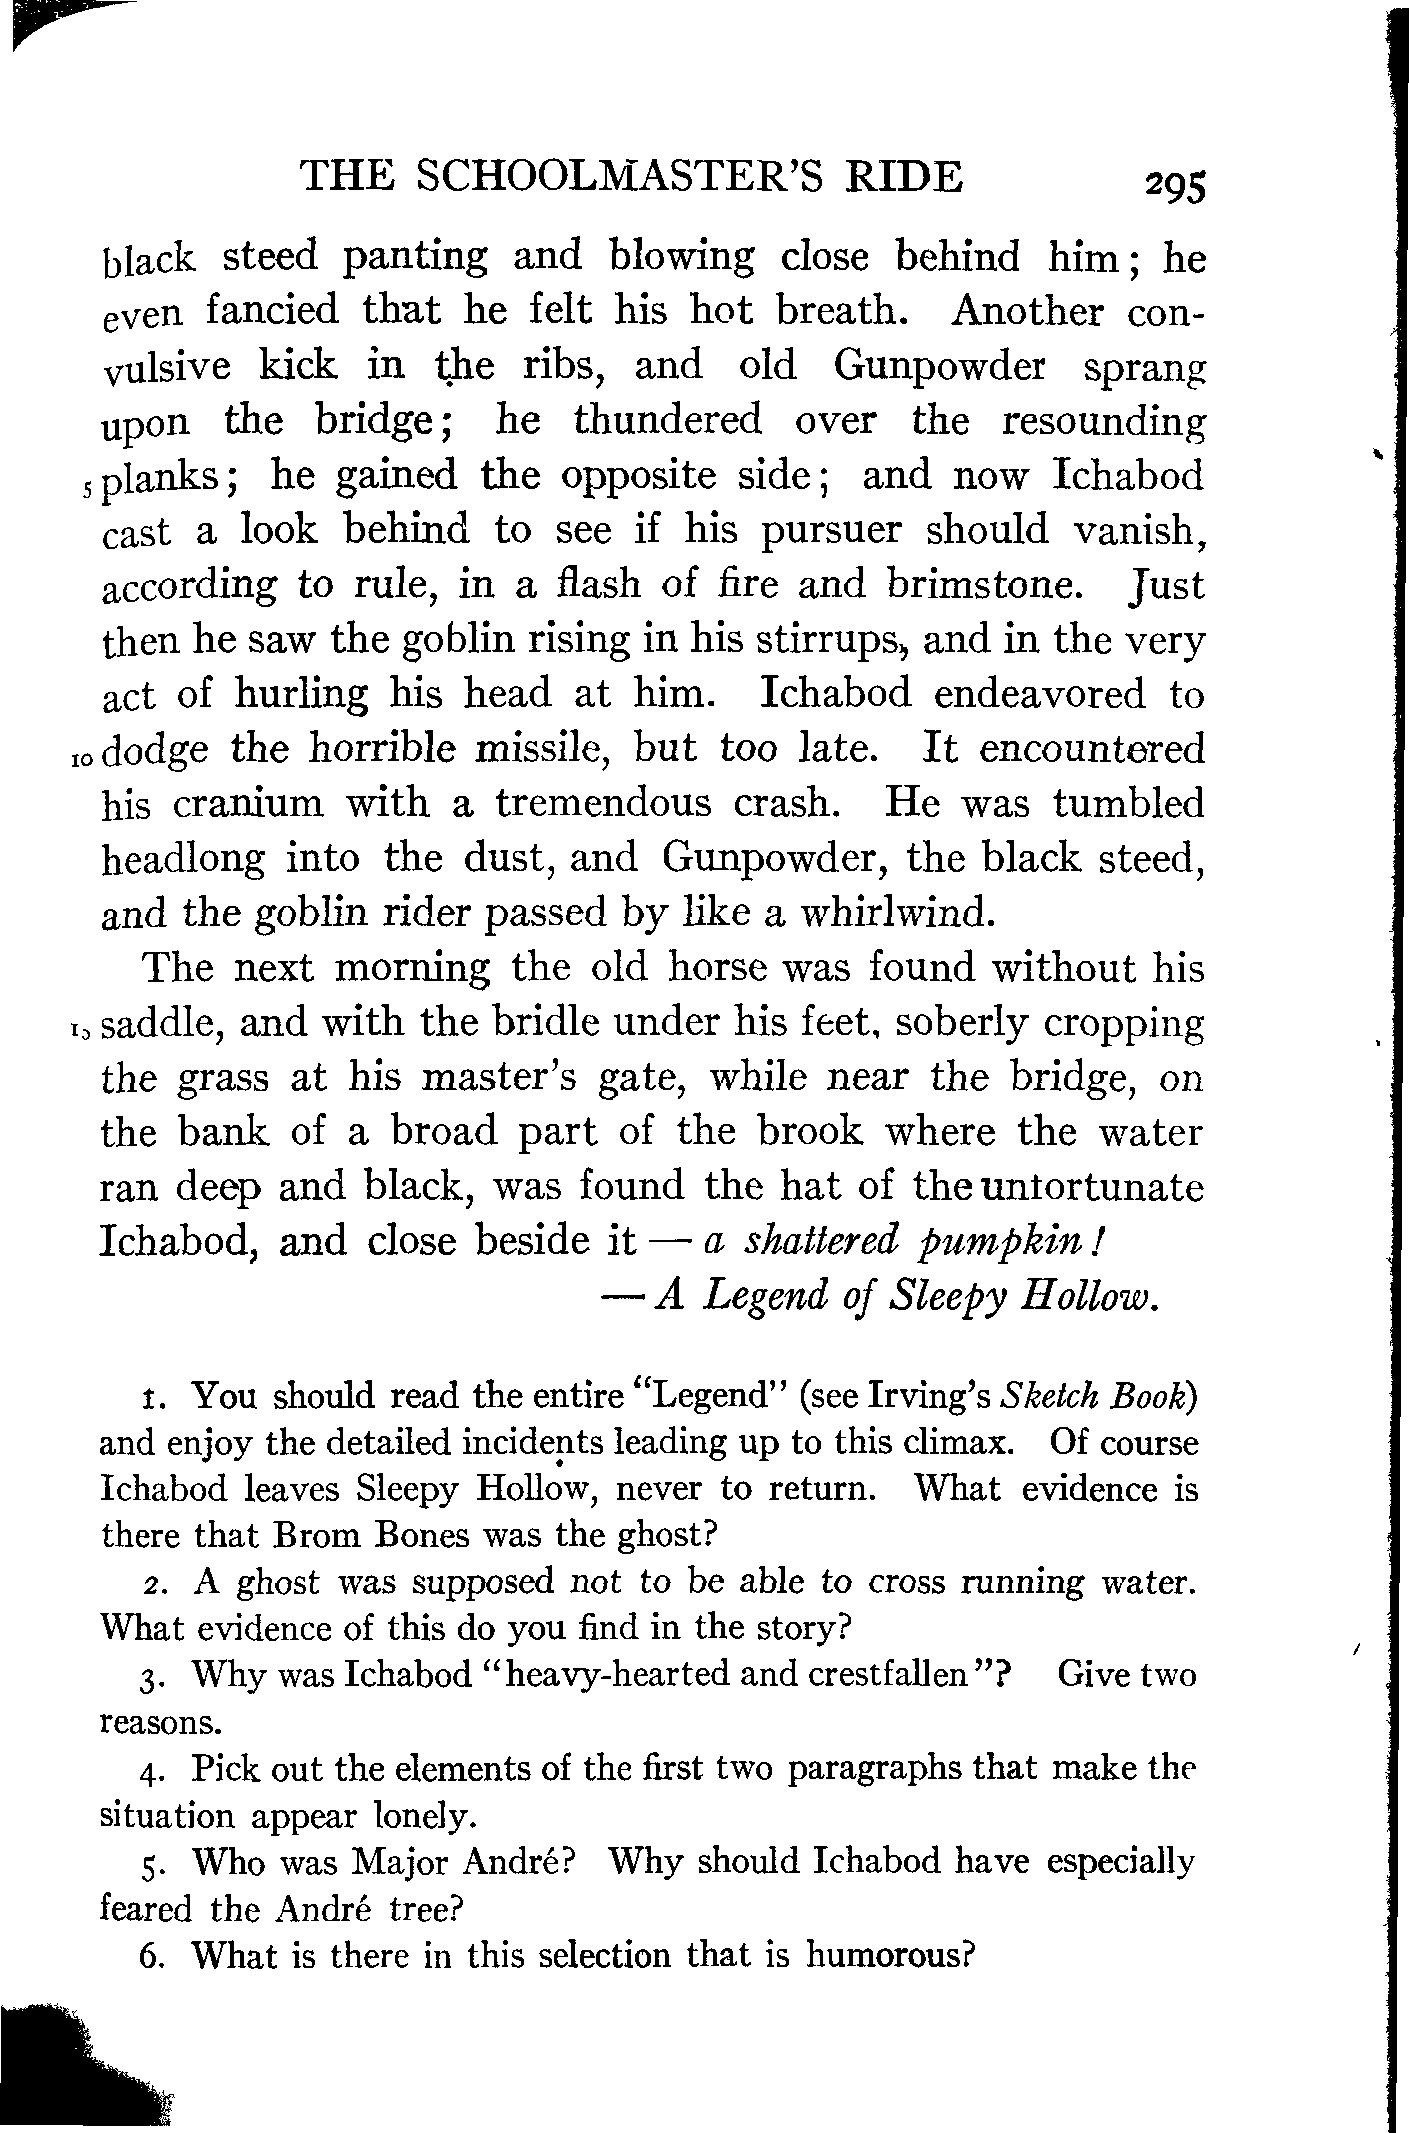 THE SCHOOLMASTER'S RIDE 295
black steed panting and blowing close behind him; he
even fancied that he felt his hot breath. Another con-
vulsive kick in the ribs, and old Gunpowder sprang
upon the bridge; he thundered over the resounding
5 planks; he gained the opposite side; and now Ichabod
cast a look behind to see if his pursuer should vanish,
according to rule, in a flash of fire and brimstone. Just
then he saw the goblin rising in his stirrups, and in the very
act of hurling his head at him. Ichabod endeavored to
10 dodge the horrible missile, but too late. It encountered
his cranium with a tremendous crash. He was tumbled
headlong into the dust, and Gunpowder, the black steed,
and the goblin rider passed by like a whirlwind.
The next morning the old horse was found without his
15 saddle, and with the bridle under his feet, soberly cropping
the grass at his master's gate, while near the bridge, on
the bank of a broad part of the brook where the water
ran deep and black, was found the hat of the unfortunate
Ichabod, and close beside it — a shattered pumpkin!
— A Legend of Sleepy Hollow.
1. You should read the entire "Legend" (see Irving's Sketch Book)
and enjoy the detailed incidents leading up to this climax. Of course
Ichabod leaves Sleepy Hollow, never to return. What evidence is
there that Brom Bones was the ghost?
2. A ghost was supposed not to be able to cross running water.
What evidence of this do you find in the story?
3. Why was Ichabod "heavy-hearted and crestfallen"? Give two
reasons.
4. Pick out the elements of the first two paragraphs that make the
situation appear lonely.
5. Who was Major André? Why should Ichabod have especially
feared the André tree?
6. What is there in this selection that is humorous?